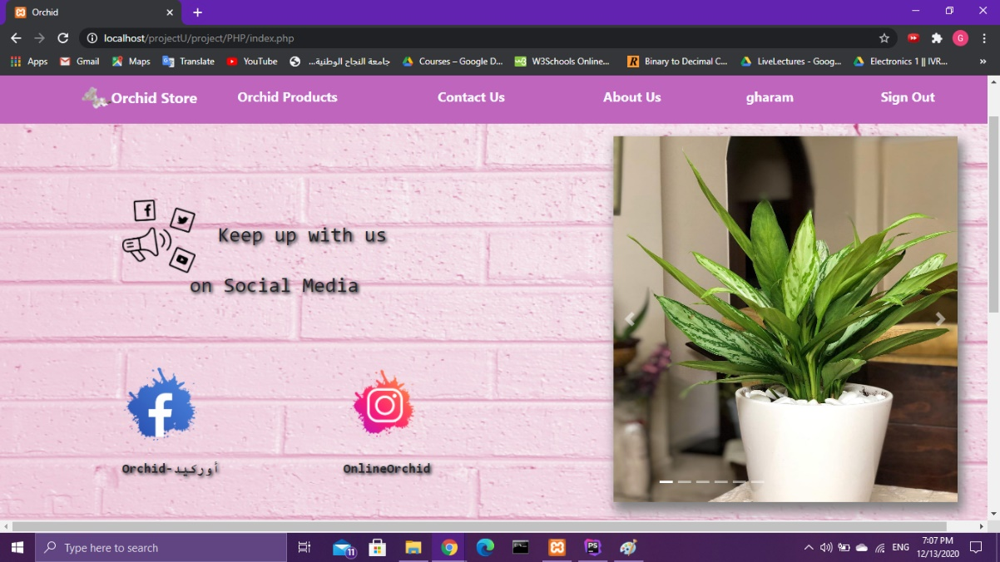 Orchid
localhost/projectU/project/PHP/index.php
G
Apps
Gmail
Maps
Translate
YouTube
جامعة النجاح الوطنية...
Courses – Google D...
W3Schools Online...
Binary to Decimal C...
LiveLectures - Goog...
Electronics 1 || IVR...
»
Orchid Store
Orchid Products
Contact Us
About Us
gharam
Sign Out
Keep up with us
on Social Media
Orchid-أوركيد
OnlineOrchid
Type here to search
11
PS
ENG
7:07 PM
12/13/2020